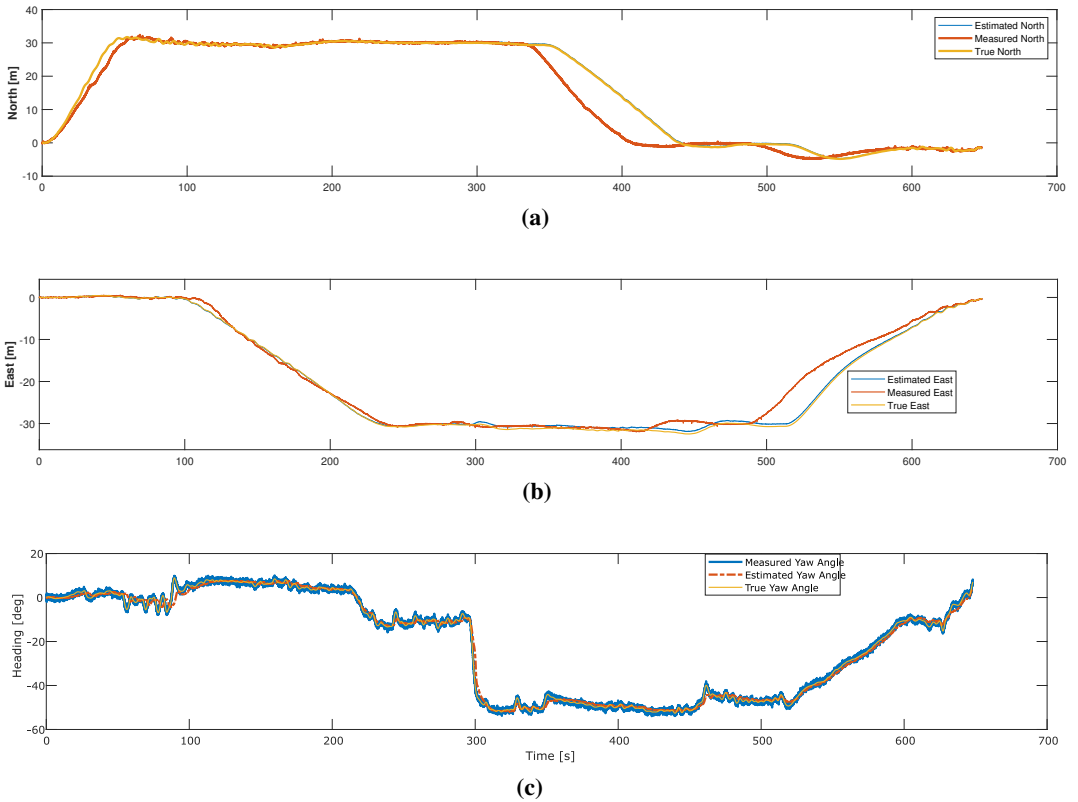 40
30
20
10
0
-10
North [m]
Estimated North
Measured North
True North
0 100 200 300 400 500 600 700
(a)
0
-10
-20
-30
East [m]
Estimated East
Measured East
True East
0 100 200 300 400 500 600 700
(b)
20
0
-20
-40
-60
Heading [deg]
Measured Yaw Angle
Estimated Yaw Angle
True Yaw Angle
0 100 200 300 400 500 600 700
Time [s]
(c)